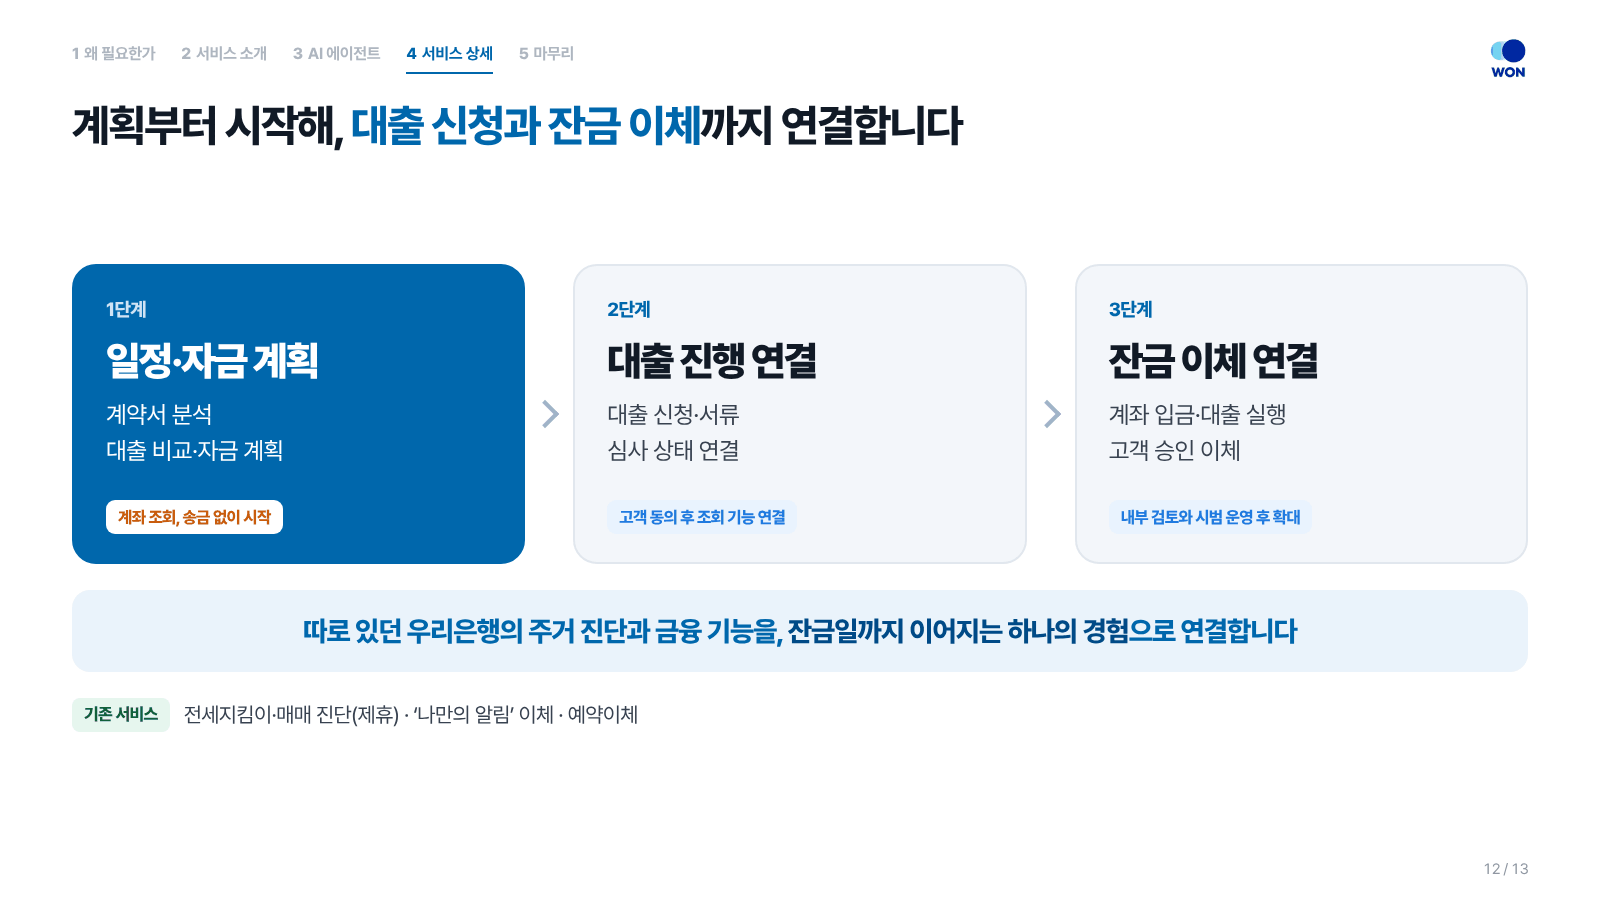 1 왜 필요한가 2 서비스 소개 3 AI 에이전트 4 서비스 상세 5 마무리
WON
계획부터 시작해, 대출 신청과 잔금 이체까지 연결합니다
1단계
일정·자금 계획
계약서 분석
대출 비교·자금 계획
계좌 조회, 송금 없이 시작
2단계
대출 진행 연결
대출 신청·서류
심사 상태 연결
고객 동의 후 조회 기능 연결
3단계
잔금 이체 연결
계좌 입금·대출 실행
고객 승인 이체
내부 검토와 시범 운영 후 확대
따로 있던 우리은행의 주거 진단과 금융 기능을, 잔금일까지 이어지는 하나의 경험으로 연결합니다
기존 서비스 전세지킴이·매매 진단(제휴) · ‘나만의 알림’ 이체 · 예약이체
12 / 13